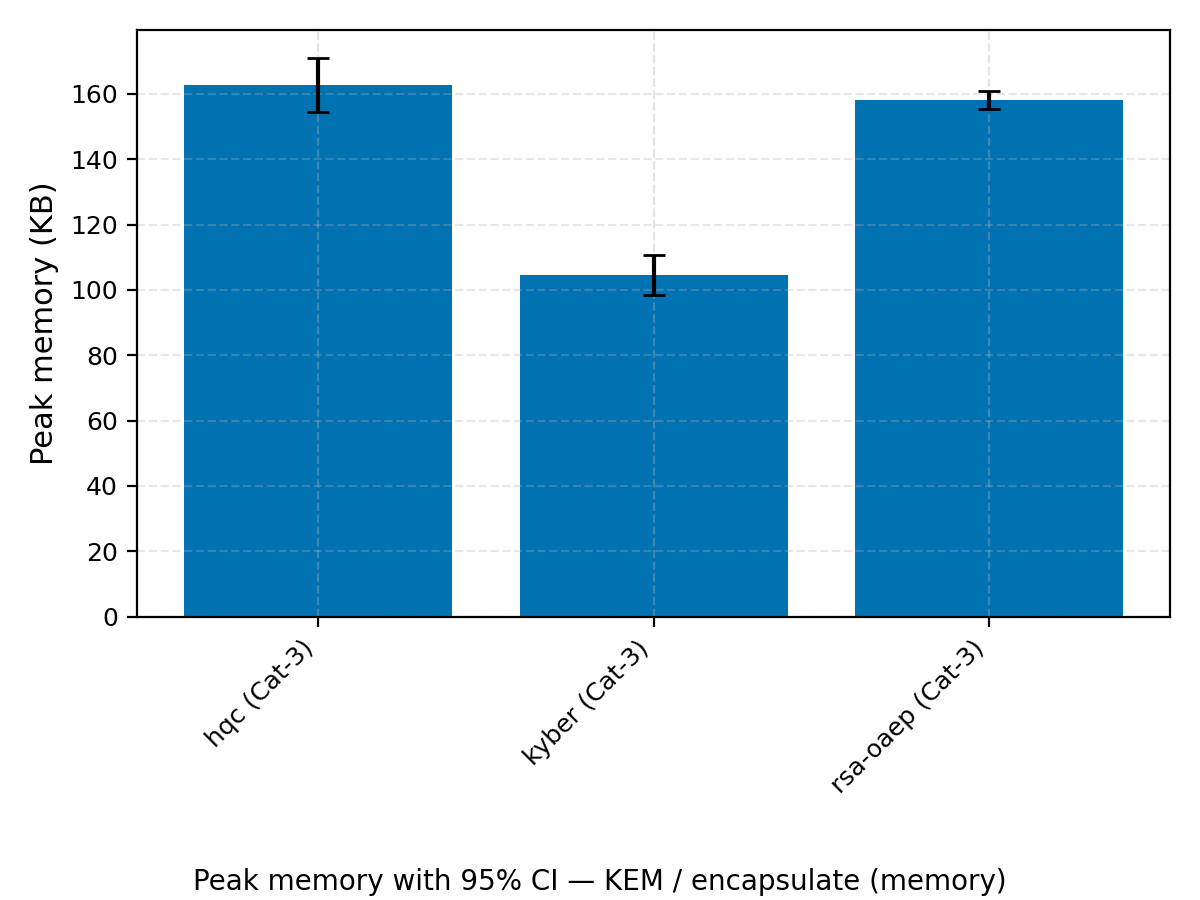 160
140
120
100
80
60
40
20
0
Peak memory (KB)
hqc (Cat-3)
kyber (Cat-3)
rsa-oaep (Cat-3)
Peak memory with 95% CI — KEM / encapsulate (memory)